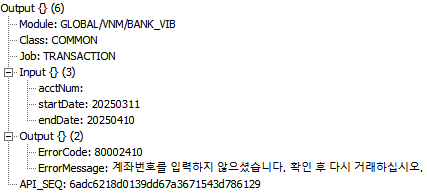 Output {} (6)
Module: GLOBAL/VNM/BANK_VIB
Class: COMMON
Job: TRANSACTION
Input {} (3)
acctNum:
startDate: 20250311
endDate: 20250410
Output {} (2)
ErrorCode: 80002410
ErrorMessage: 계좌번호를 입력하지 않으셨습니다. 확인 후 다시 거래하십시오.
API_SEQ: 6adc6218d0139dd67a3671543d786129